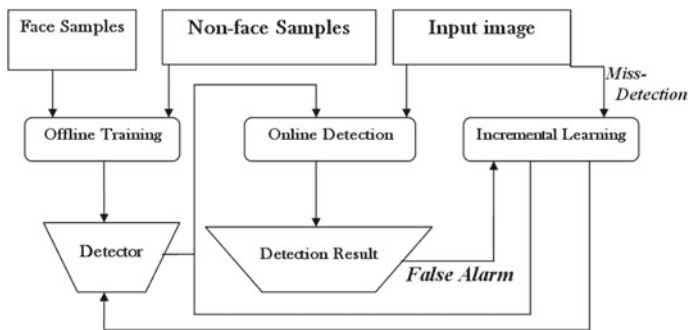 Face Samples
Non-face Samples
Input image
Miss-
Detection
Offline Training
Online Detection
Incremental Learning
Detector
Detection Result
False Alarm